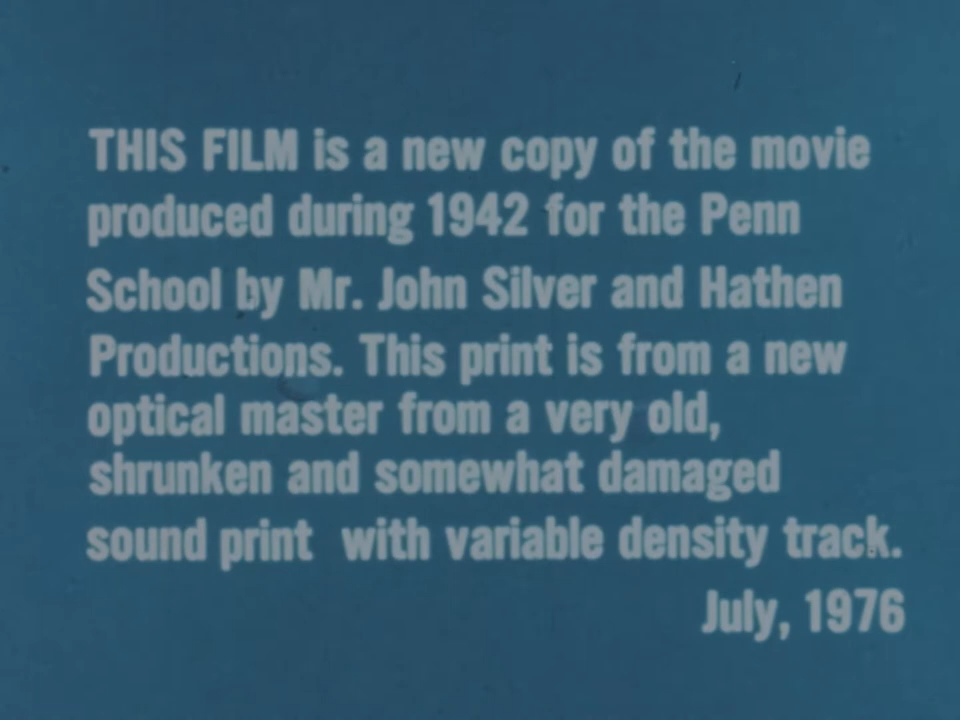 THIS FILM is a new copy of the movie
produced during 1942 for the Penn
School by Mr. John Silver and Hathen
Productions. This print is from a new
optical master from a very old,
shrunken and somewhat damaged
sound print with variable density track.
July, 1976